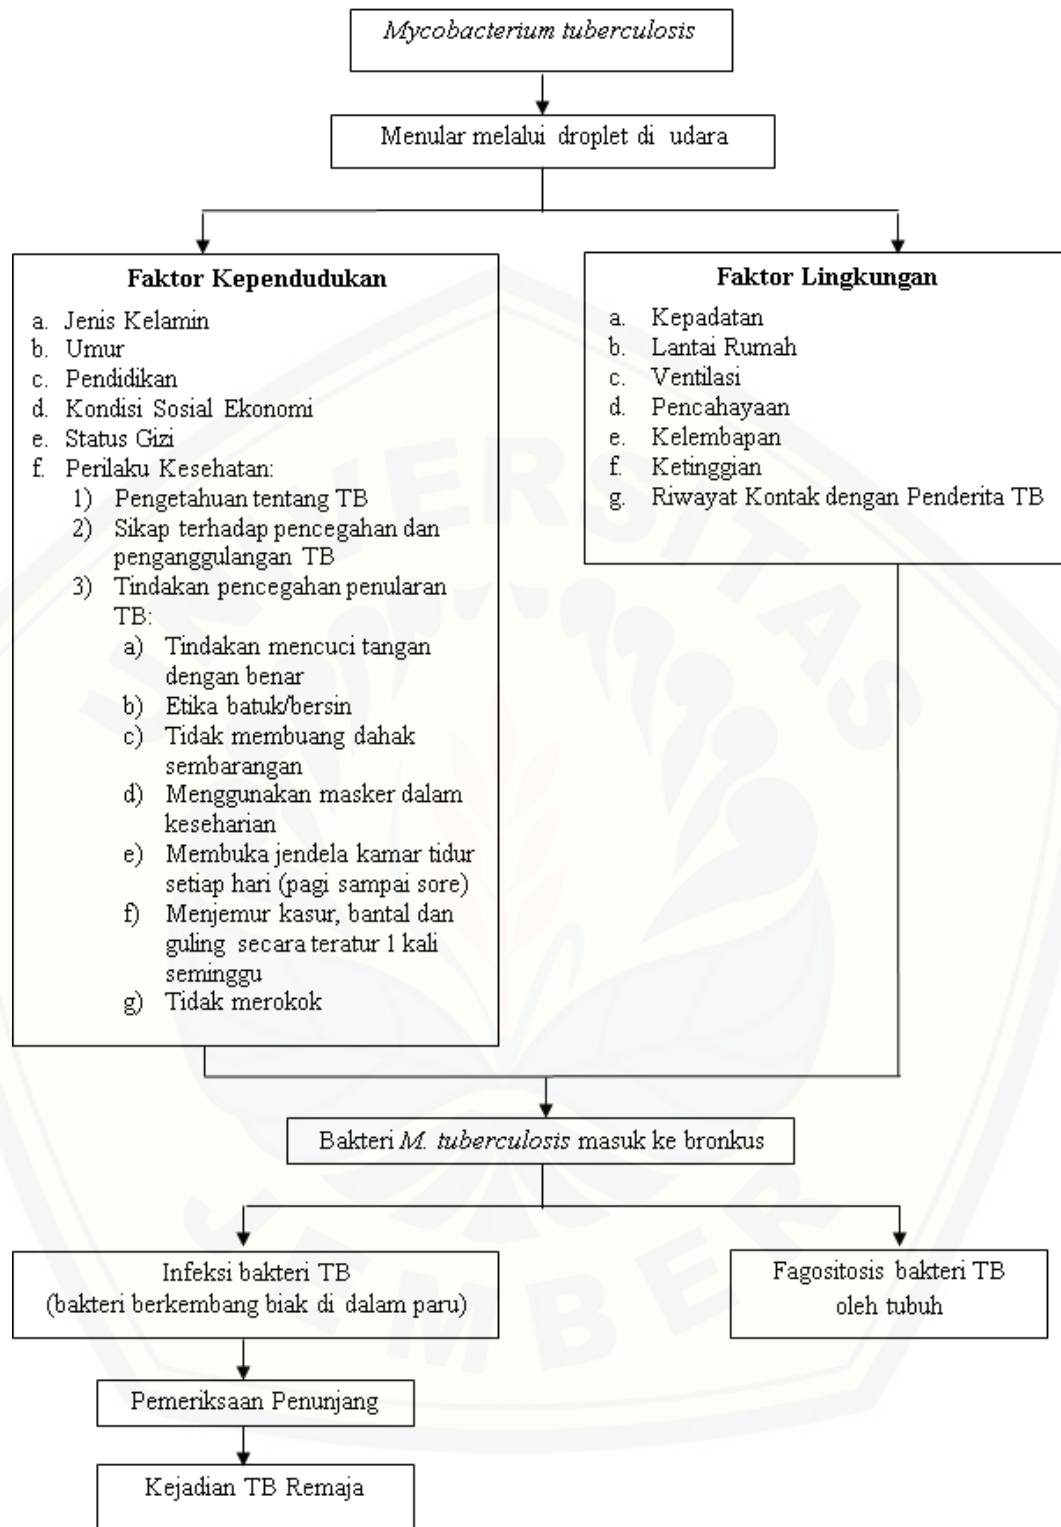 Mycobacterium tuberculosis
Menular melalui droplet di udara
Faktor Kependudukan
a. Jenis Kelamin
b. Umur
c. Pendidikan
d. Kondisi Sosial Ekonomi
e. Status Gizi
f. Perilaku Kesehatan:
1) Pengetahuan tentang TB
2) Sikap terhadap pencegahan dan
penganggulangan TB
3) Tindakan pencegahan penularan
TB:
a) Tindakan mencuci tangan
dengan benar
b) Etika batuk/bersin
c) Tidak membuang dahak
sembarangan
d) Menggunakan masker dalam
keseharian
e) Membuka jendela kamar tidur
setiap hari (pagi sampai sore)
f) Menjemur kasur, bantal dan
guling secara teratur 1 kali
seminggu
g) Tidak merokok
Faktor Lingkungan
a. Kepadatan
b. Lantai Rumah
c. Ventilasi
d. Pencahayaan
e. Kelembapan
f. Ketinggian
g. Riwayat Kontak dengan Penderita TB
Bakteri M. tuberculosis masuk ke bronkus
Infeksi bakteri TB
(bakteri berkembang biak di dalam paru)
Fagositosis bakteri TB
oleh tubuh
Pemeriksaan Penunjang
Kejadian TB Remaja
UNIVERSITAS
JEMBER